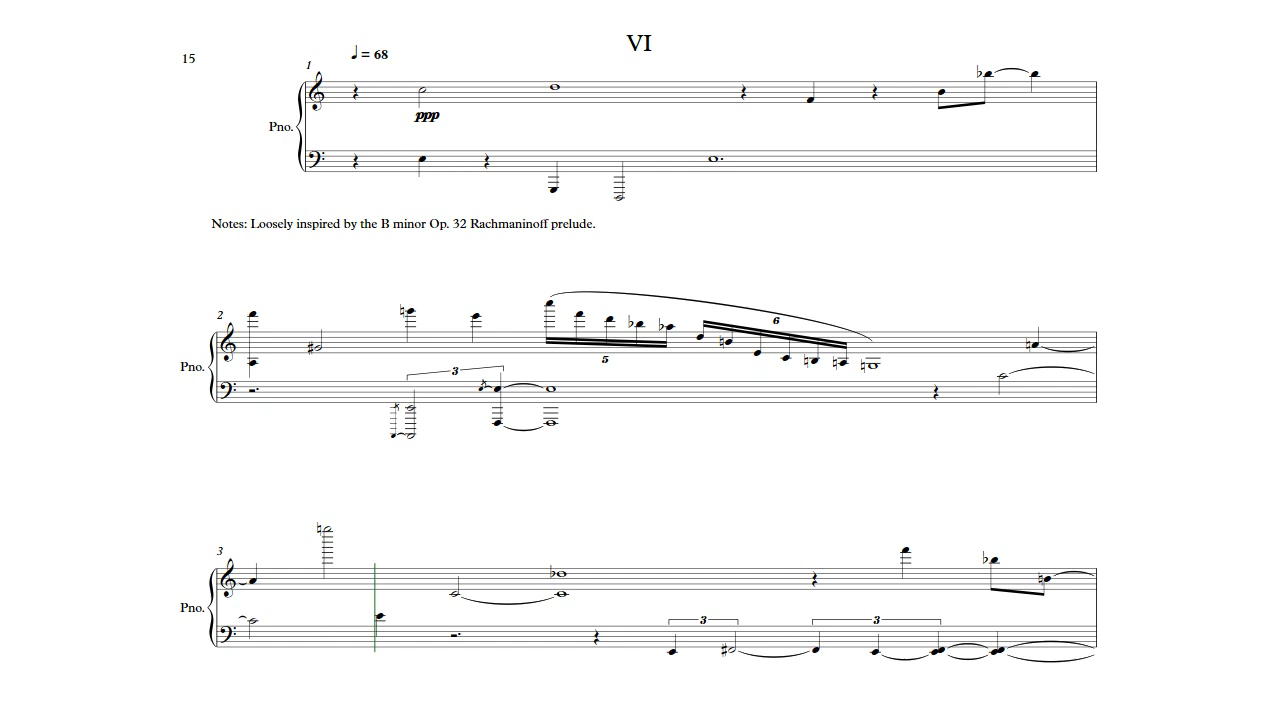 VI
15
♩ = 68
1
ppp
Pno.
Notes: Loosely inspired by the B minor Op. 32 Rachmaninoff prelude.
2
6
5
Pno.
3
3
Pno.
3
3